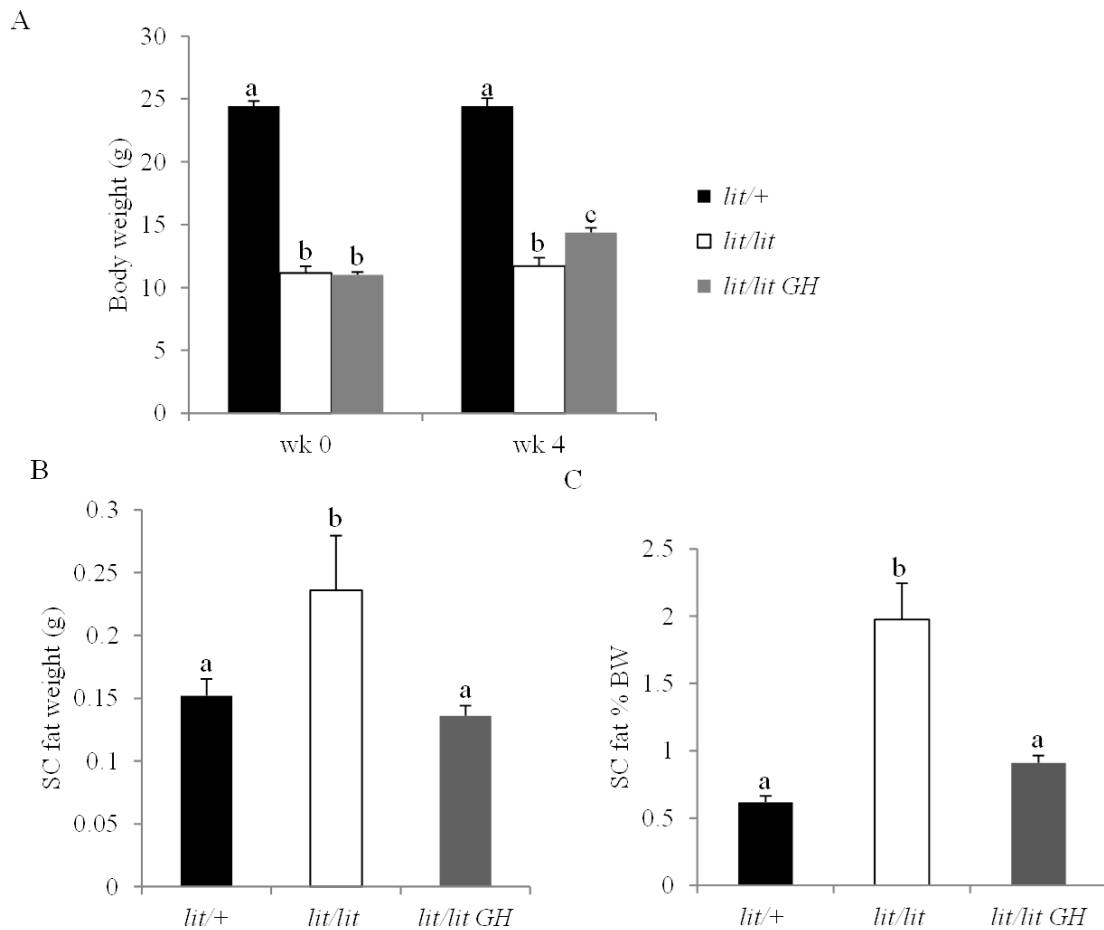 A
30
25
20
15
10
5
0
Body weight (g)
a
b
b
a
b
c
wk 0
wk 4
lit/+
lit/lit
lit/lit GH
B
0.3
0.25
0.2
0.15
0.1
0.05
0
SC fat weight (g)
a
b
a
lit/+
lit/lit
lit/lit GH
C
2.5
2
1.5
1
0.5
0
SC fat % BW
a
b
a
lit/+
lit/lit
lit/lit GH